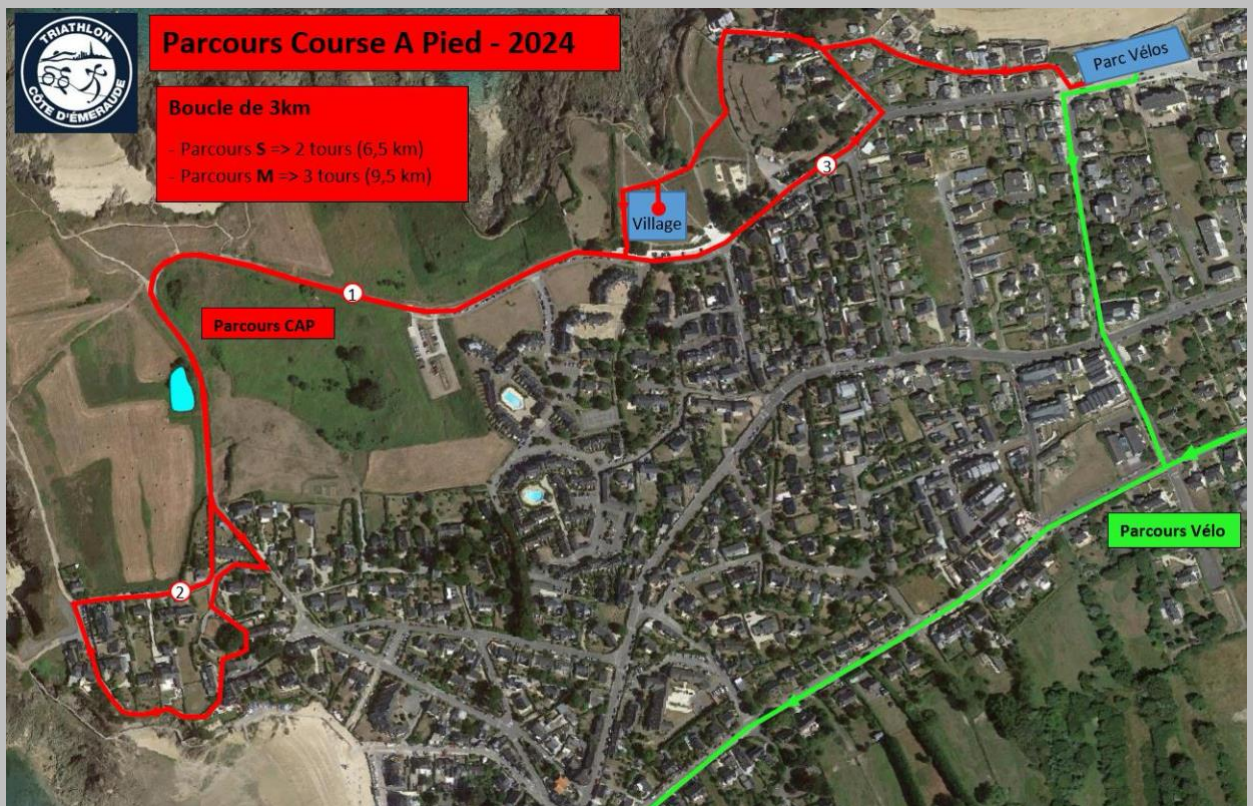 TRIATHLON
CÔTE D'ÉMERAUDE
Parcours Course A Pied - 2024
Boucle de 3km
- Parcours S => 2 tours (6,5 km)
- Parcours M => 3 tours (9,5 km)
Parc Vélos
3
Village
1
Parcours CAP
Parcours Vélo
2